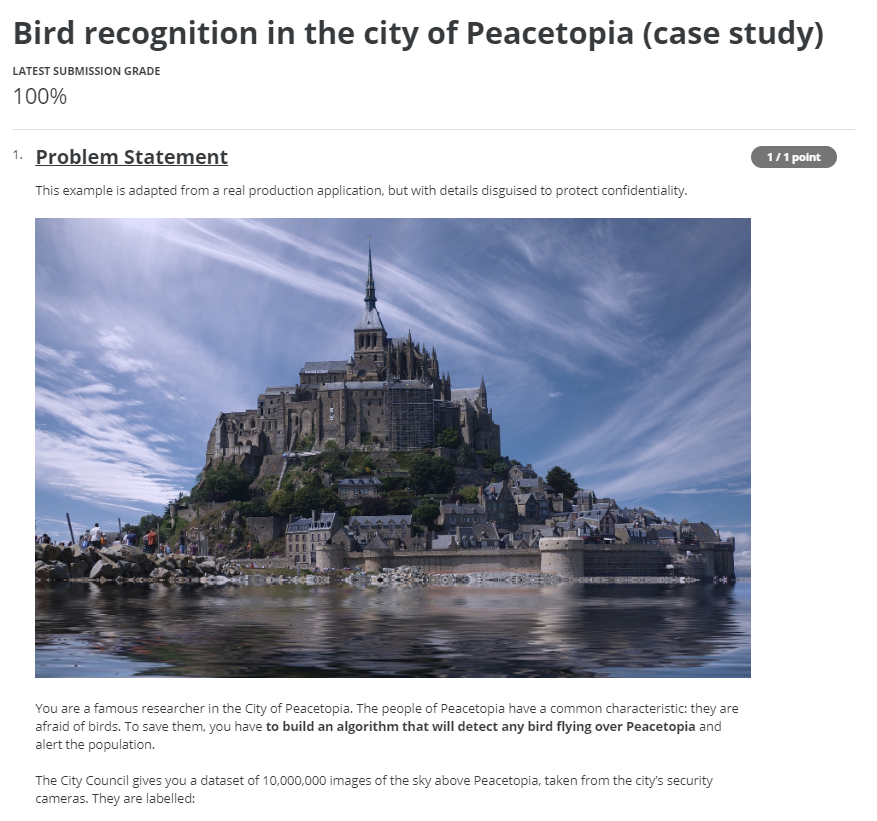 Bird recognition in the city of Peacetopia (case study)
LATEST SUBMISSION GRADE
100%
1. Problem Statement
1 / 1 point
This example is adapted from a real production application, but with details disguised to protect confidentiality.
You are a famous researcher in the City of Peacetopia. The people of Peacetopia have a common characteristic: they are
afraid of birds. To save them, you have to build an algorithm that will detect any bird flying over Peacetopia and
alert the population.
The City Council gives you a dataset of 10,000,000 images of the sky above Peacetopia, taken from the city's security
cameras. They are labelled: